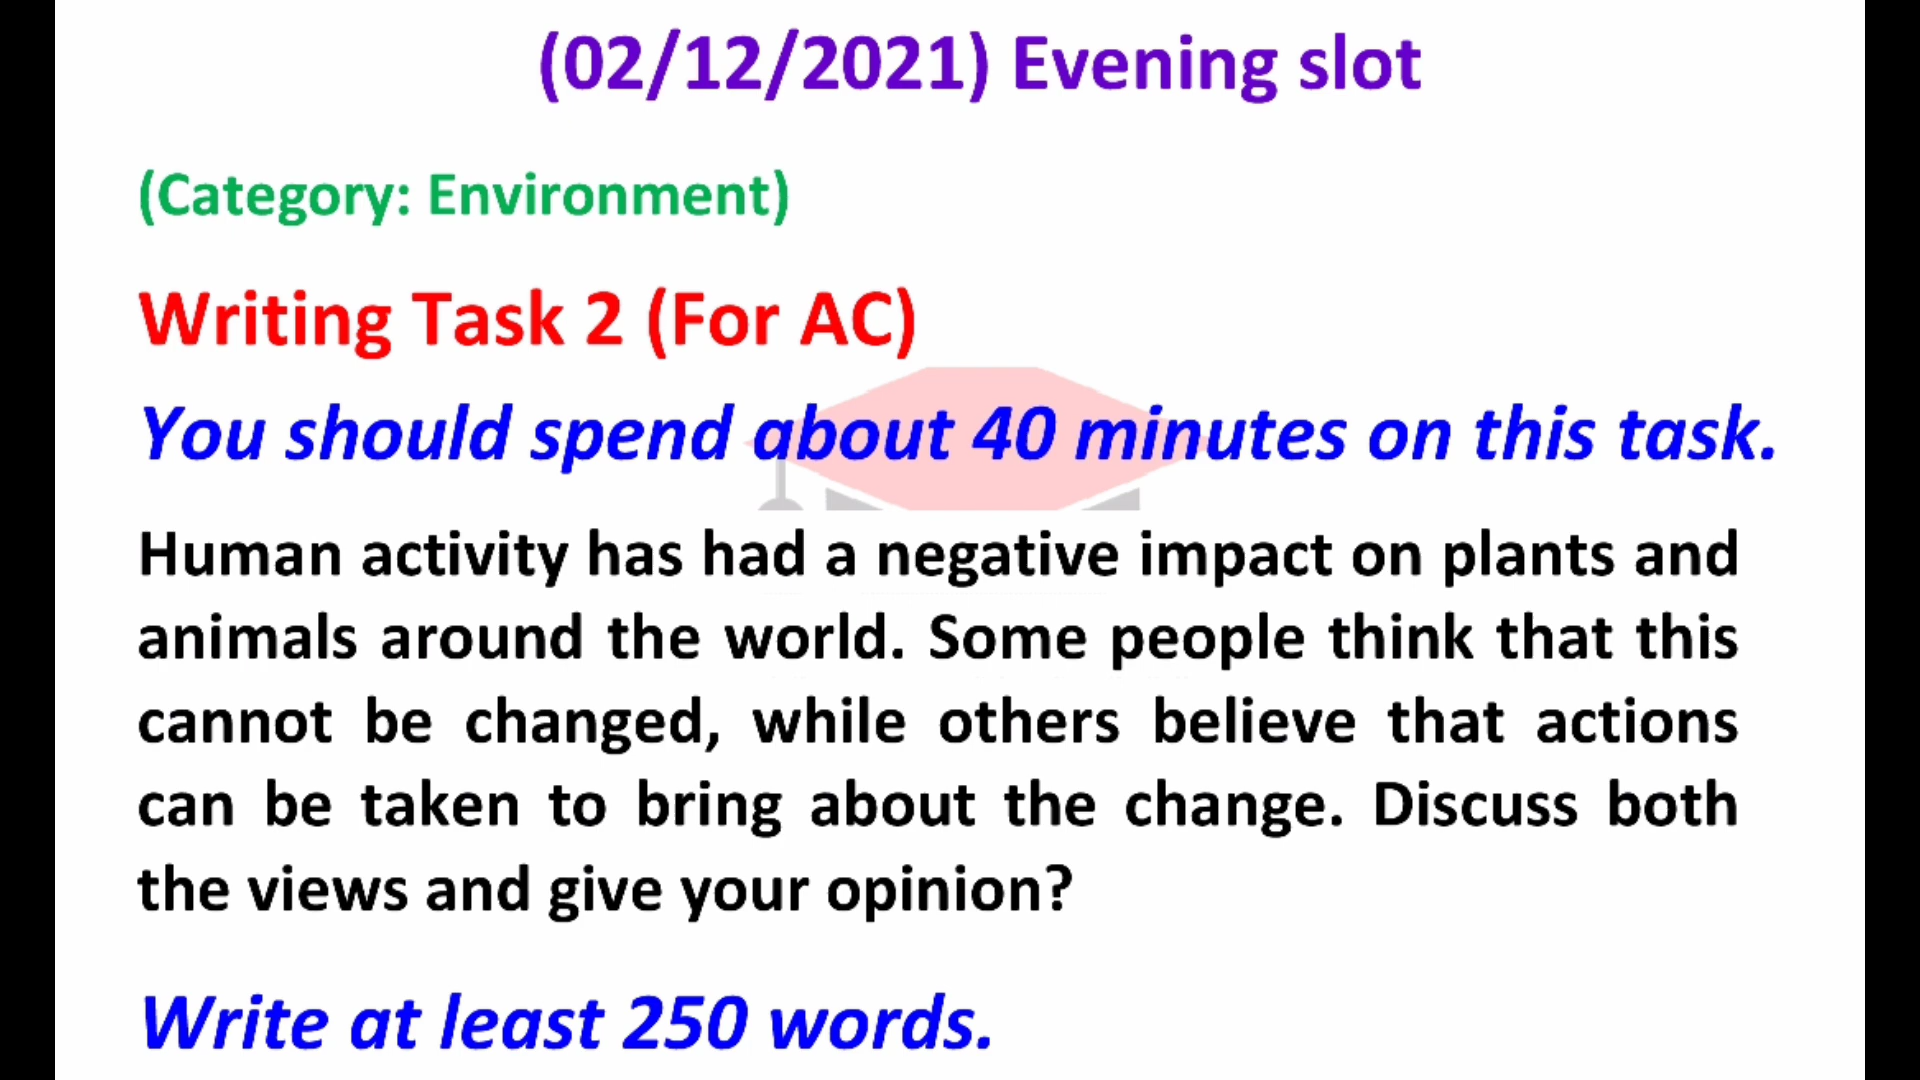 (02/12/2021) Evening slot
(Category: Environment)
Writing Task 2 (For AC)
You should spend about 40 minutes on this task.
Human activity has had a negative impact on plants and
animals around the world. Some people think that this
cannot be changed, while others believe that actions
can be taken to bring about the change. Discuss both
the views and give your opinion?
Write at least 250 words.